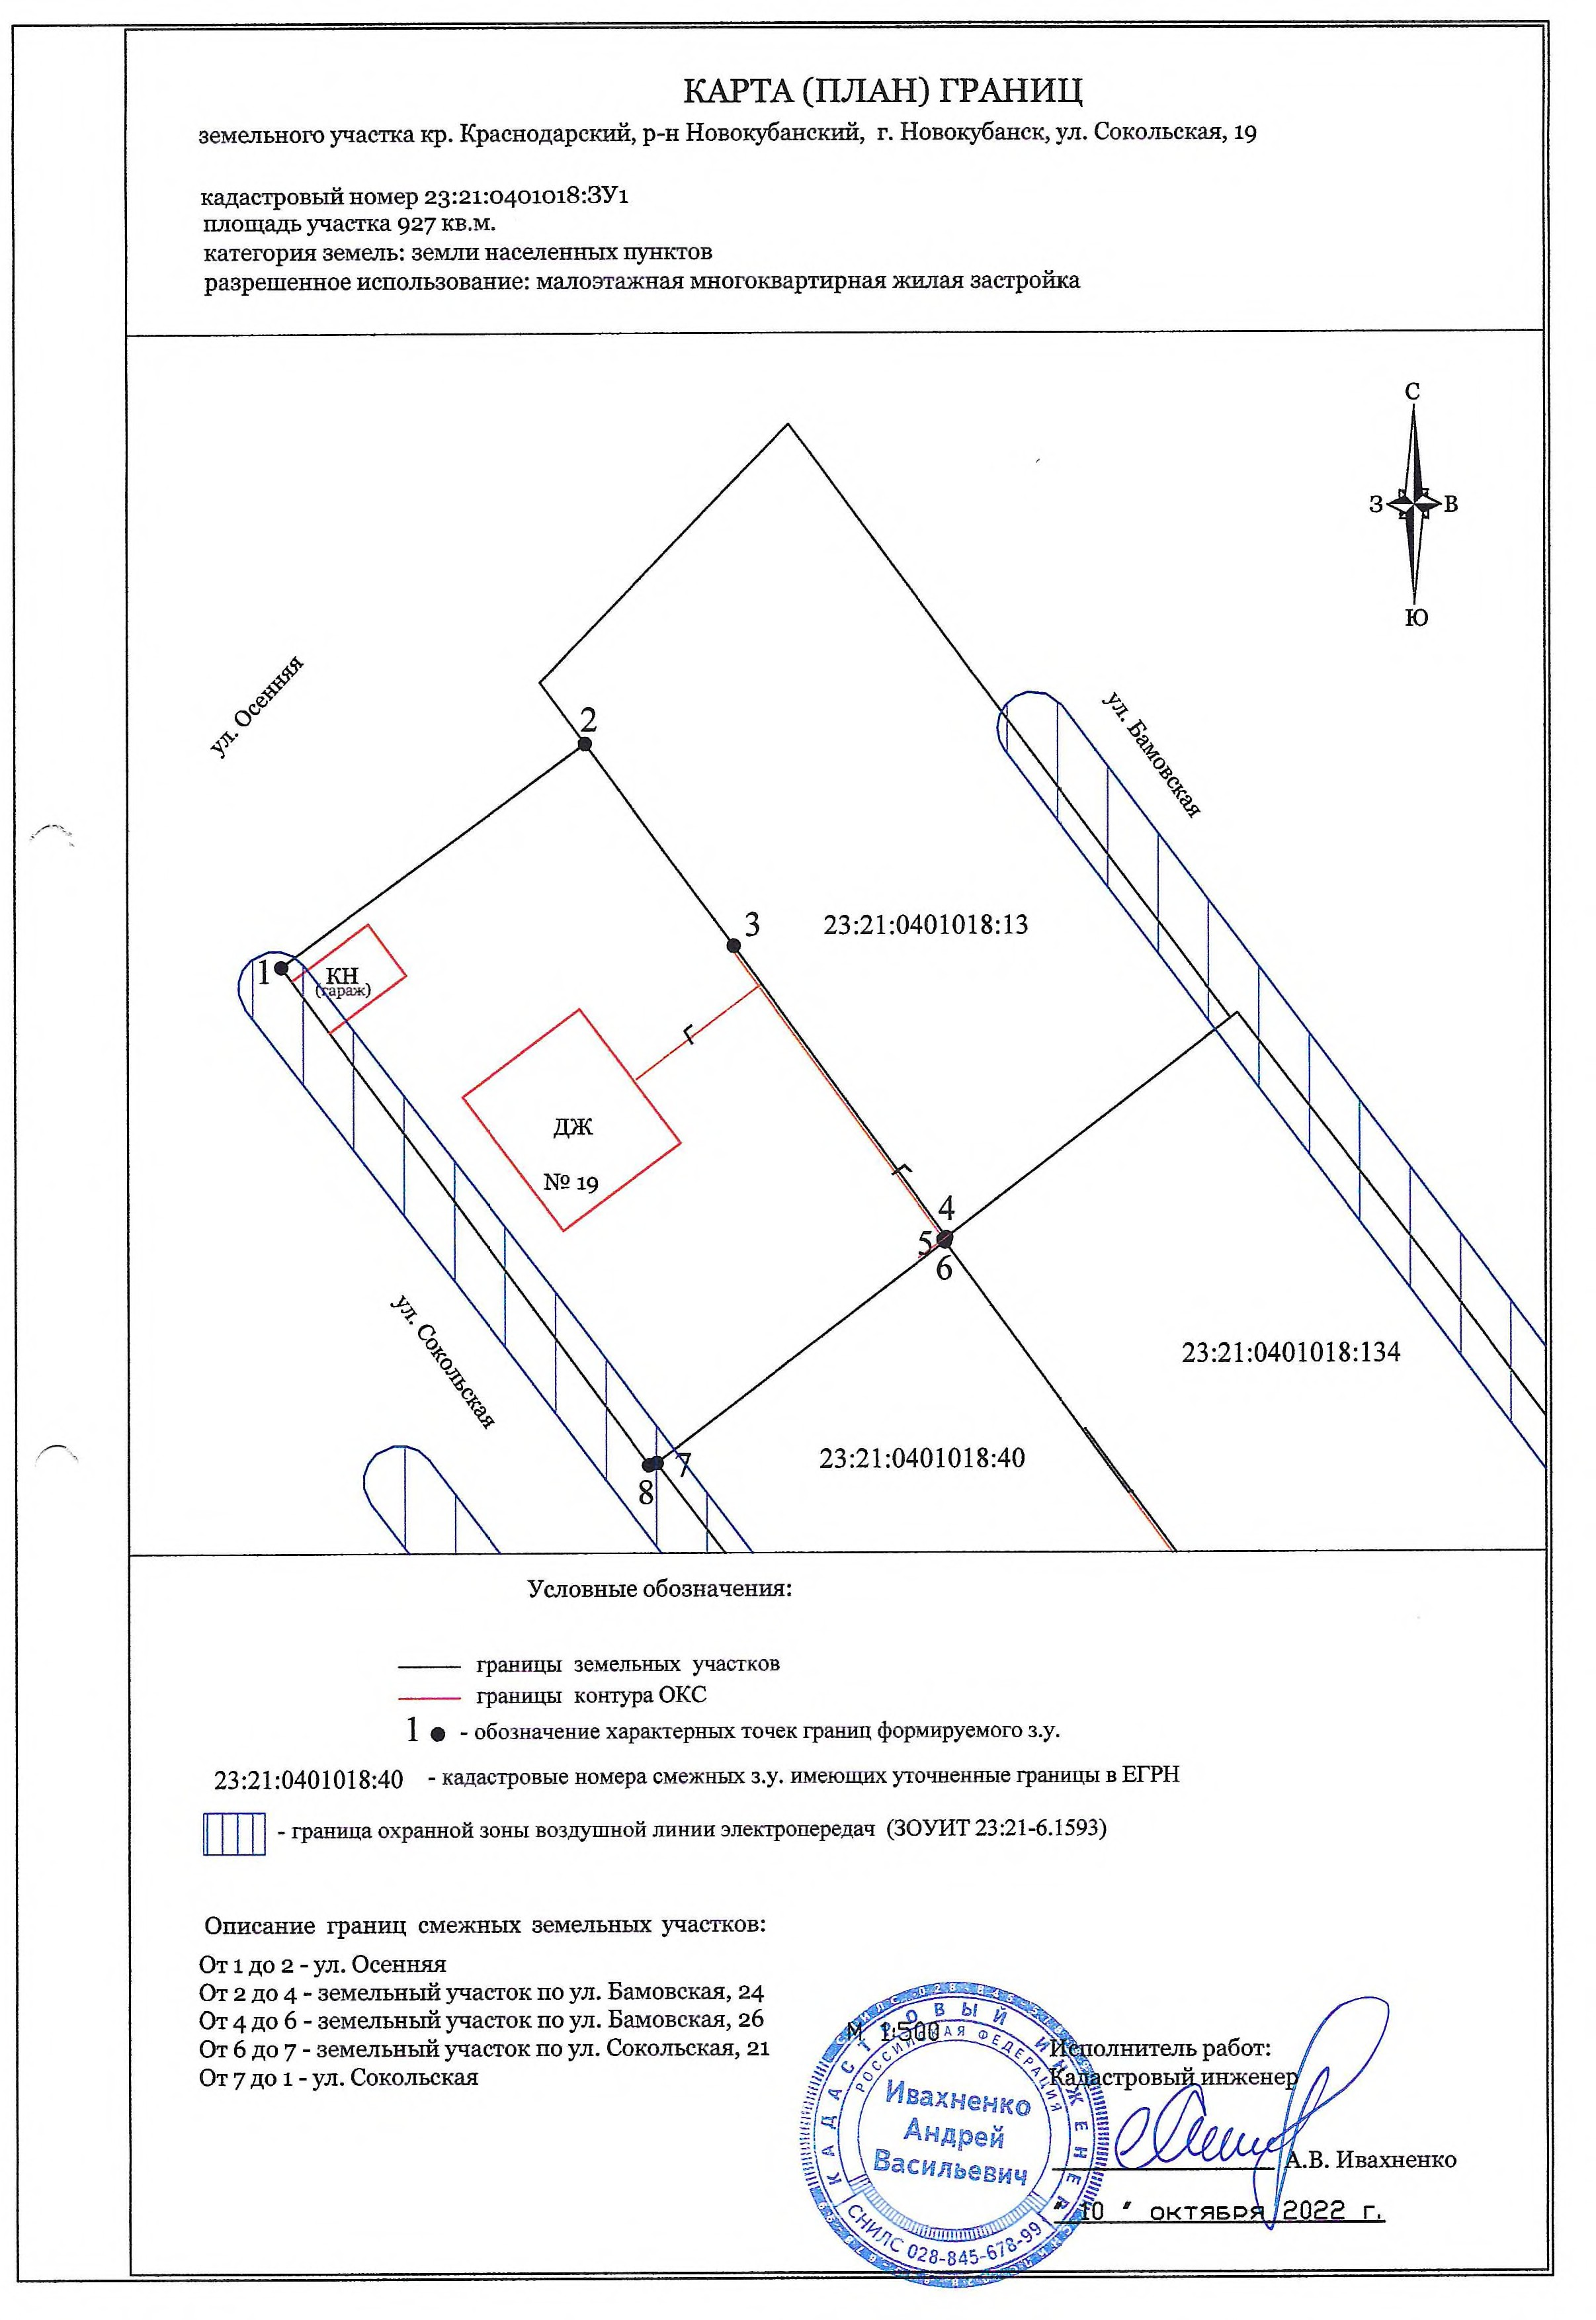 КАРТА (ПЛАН) ГРАНИЦ
земельного участка кр. Краснодарский, р-н Новокубанский, г. Новокубанск, ул. Сокольская, 19
кадастровый номер 23:21:0401018:ЗУ1
площадь участка 927 кв.м.
категория земель: земли населенных пунктов
разрешенное использование: малоэтажная многоквартирная жилая застройка
С
З
В
Ю
ул. Осенняя
ул. Бамовская
2
3
23:21:0401018:13
1
КН
(гараж)
Г
ДЖ
№ 19
Г
4
5
6
ул. Сокольская
23:21:0401018:134
23:21:0401018:40
7
8
Условные обозначения:
границы земельных участков
границы контура ОКС
1 - обозначение характерных точек границ формируемого з.у.
23:21:0401018:40 - кадастровые номера смежных з.у. имеющих уточненные границы в ЕГРН
- граница охранной зоны воздушной линии электропередач (ЗОУИТ 23:21-6.1593)
Описание границ смежных земельных участков:
От 1 до 2 - ул. Осенняя
От 2 до 4 - земельный участок по ул. Бамовская, 24
От 4 до 6 - земельный участок по ул. Бамовская, 26
От 6 до 7 - земельный участок по ул. Сокольская, 21
От 7 до 1 - ул. Сокольская
М 1:500
КАДАСТРОВЫЙ ИНЖЕНЕР
РОССИЙСКАЯ ФЕДЕРАЦИЯ
Ивахненко
Андрей
Васильевич
СНИЛС 028-845-678-99
Исполнитель работ:
Кадастровый инженер
А.В. Ивахненко
" 10 " октября 2022 г.